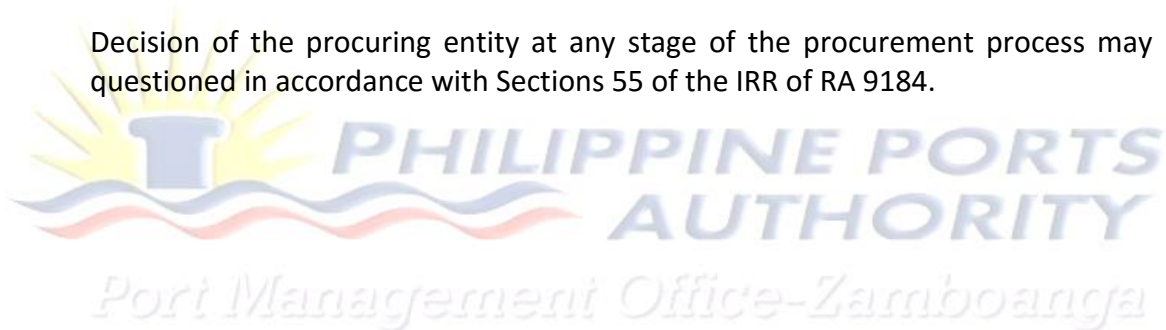 Decision of the procuring entity at any stage of the procurement process may
questioned in accordance with Sections 55 of the IRR of RA 9184.
PHILIPPINE PORTS
AUTHORITY
Port Management Office-Zamboanga